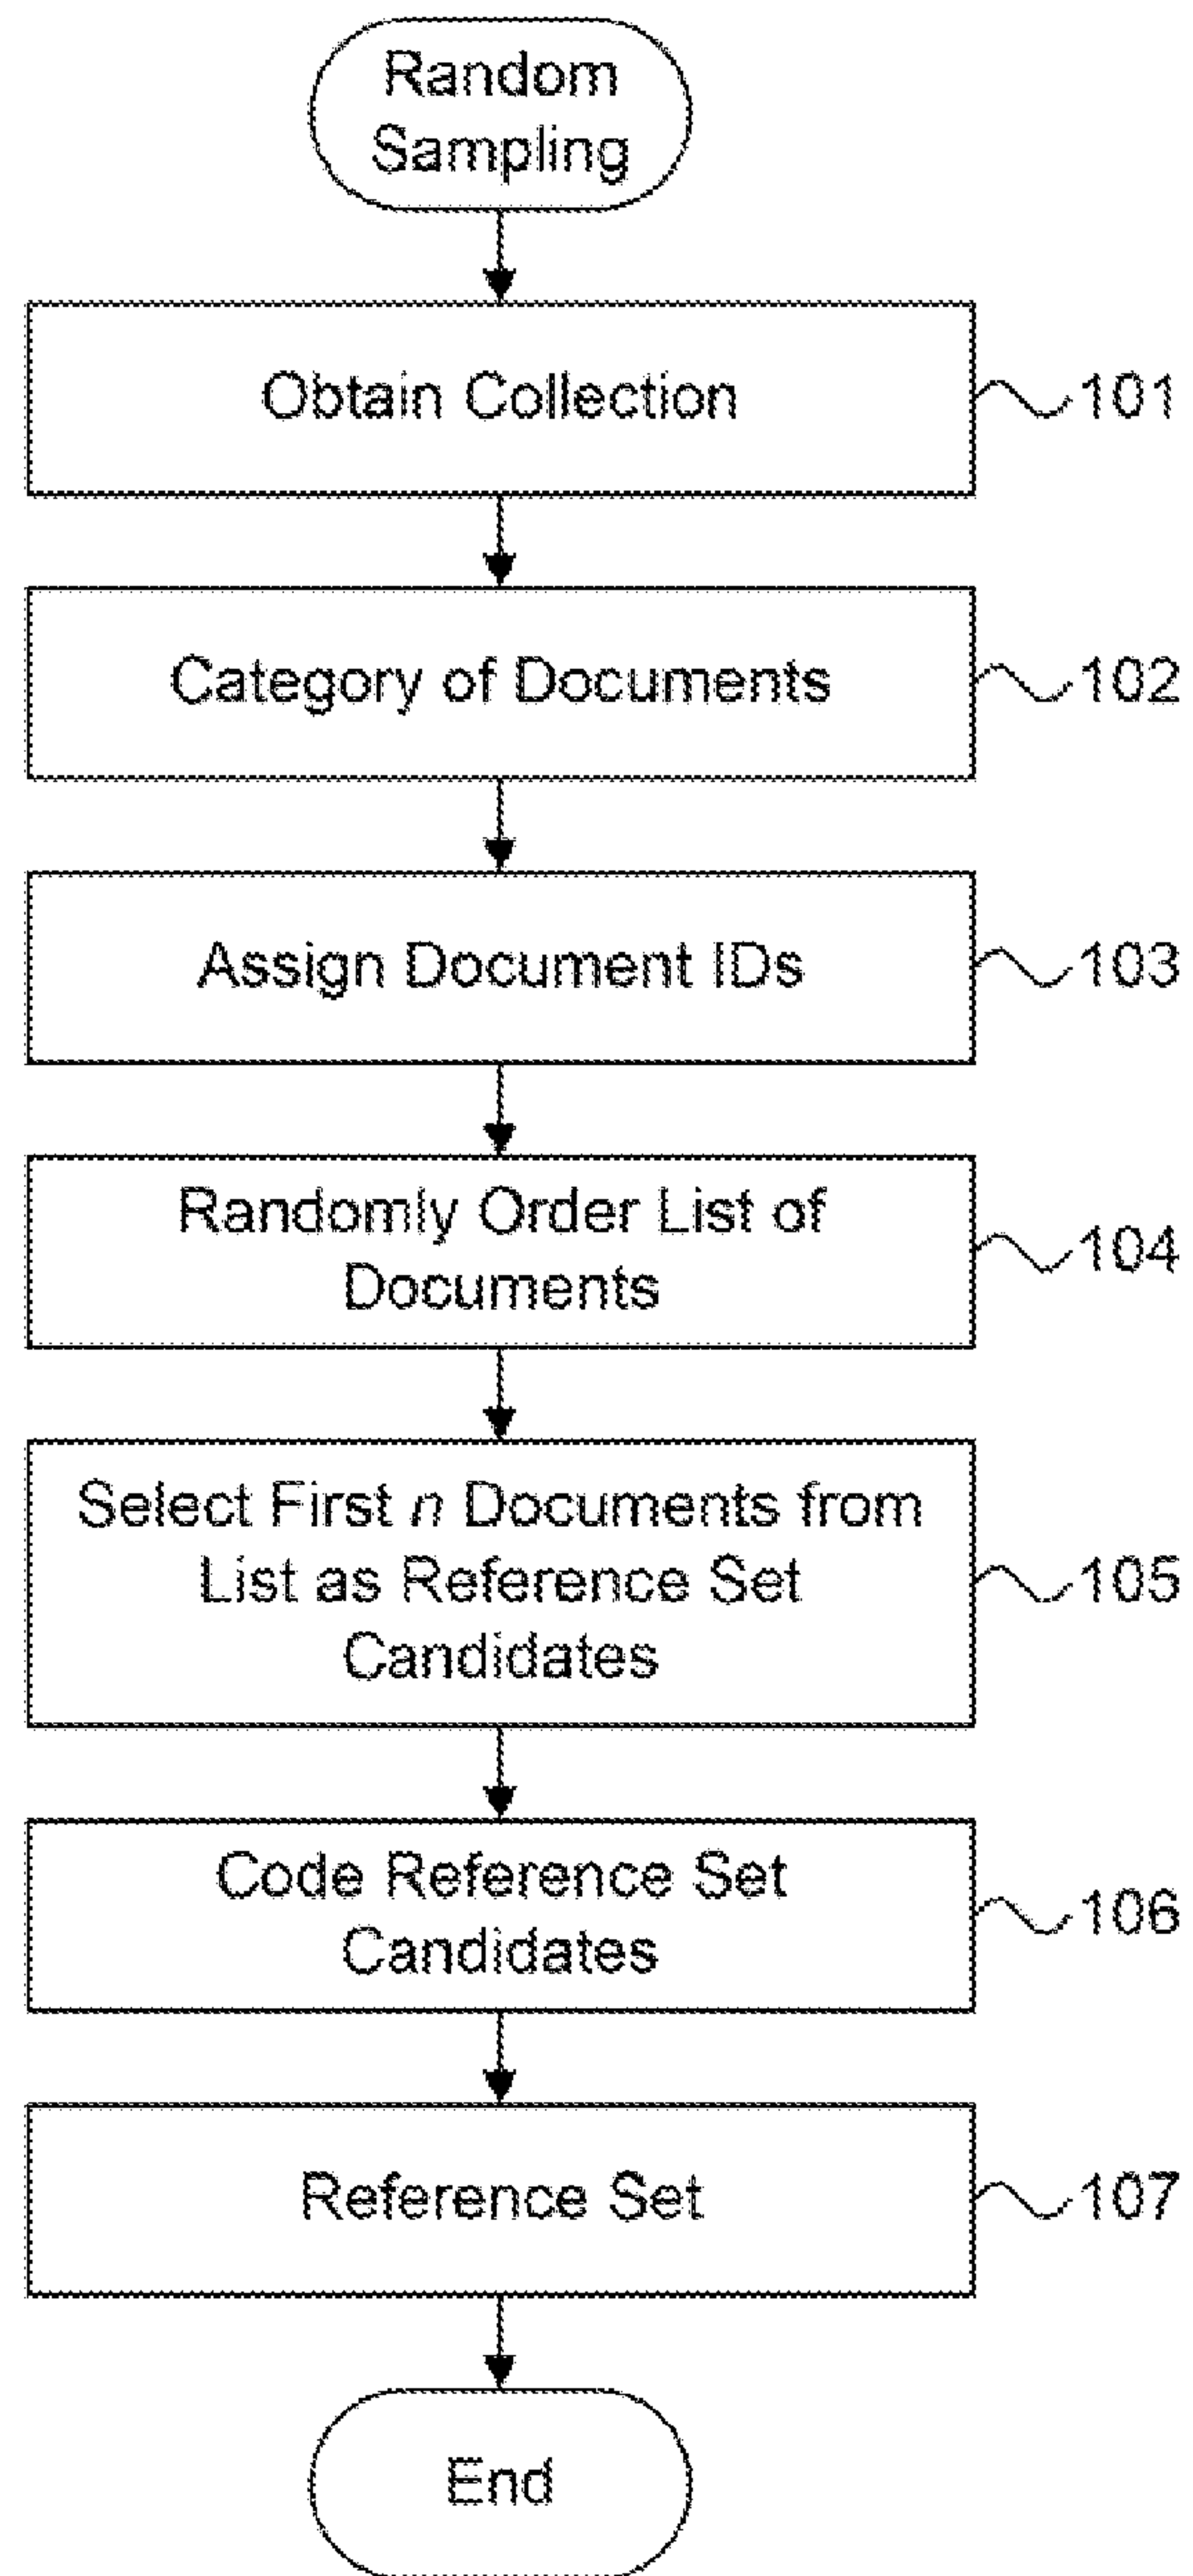 Random
Sampling
Obtain Collection
101
Category of Documents
102
Assign Document IDs
103
Randomly Order List of
Documents
104
Select First n Documents from
List as Reference Set
Candidates
105
Code Reference Set
Candidates
106
Reference Set
107
End